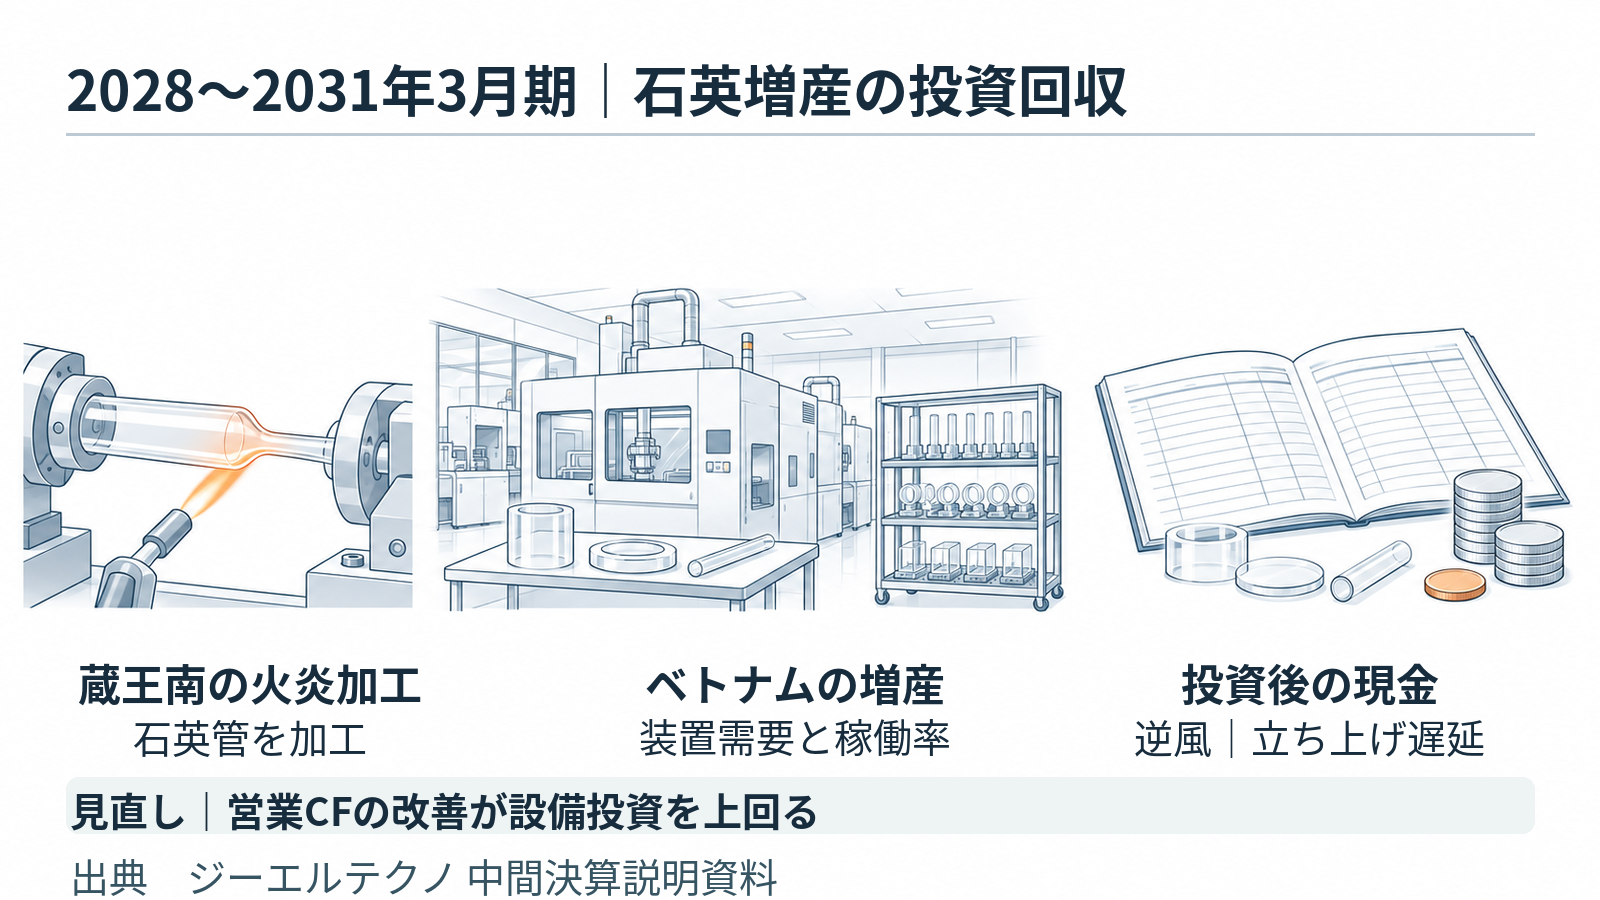 2028～2031年3月期｜石英増産の投資回収
蔵王南の火炎加工
石英管を加工
ベトナムの増産
装置需要と稼働率
投資後の現金
逆風｜立ち上げ遅延
見直し｜営業CFの改善が設備投資を上回る
出典　ジーエルテクノ 中間決算説明資料